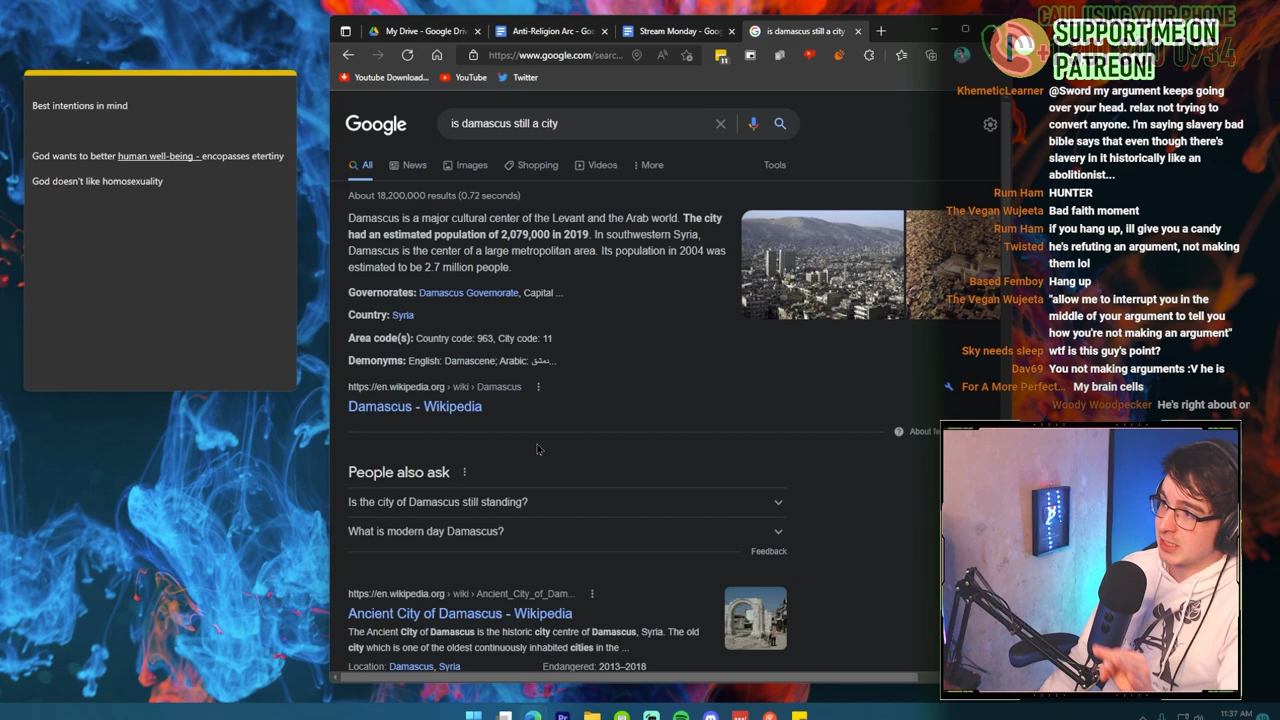 Best intentions in mind
God wants to better human well-being - encopasses etertiny
God doesn't like homosexuality
My Drive - Google Dri
Anti-Religion Arc - Goo
Stream Monday - Goog
is damascus still a city
https://www.google.com/searc...
11
Youtube Download...
YouTube
Twitter
Google
is damascus still a city
All
News
Images
Shopping
Videos
More
Tools
About 18,200,000 results (0.72 seconds)
Damascus is a major cultural center of the Levant and the Arab world. The city
had an estimated population of 2,079,000 in 2019. In southwestern Syria,
Damascus is the center of a large metropolitan area. Its population in 2004 was
estimated to be 2.7 million people.
Governorates: Damascus Governorate, Capital ...
Country: Syria
Area code(s): Country code: 963, City code: 11
Demonyms: English: Damascene; Arabic:
https://en.wikipedia.org › wiki › Damascus
Damascus - Wikipedia
About fe
People also ask
Is the city of Damascus still standing?
What is modern day Damascus?
Feedback
https://en.wikipedia.org › wiki › Ancient_City_of_Dam...
Ancient City of Damascus - Wikipedia
The Ancient City of Damascus is the historic city centre of Damascus, Syria. The old
city which is one of the oldest continuously inhabited cities in the ...
Location: Damascus, Syria
Endangered: 2013–2018
CALL USING YOUR PHONE
SUPPORT ME ON
PATREON!
KhemeticLearner @Sword my argument keeps going
over your head. relax not trying to
convert anyone. I'm saying slavery bad
bible says that even though there's
slavery in it historically like an
abolitionist...
Rum Ham HUNTER
The Vegan Wujeeta Bad faith moment
Rum Ham if you hang up, ill give you a candy
Twisted he's refuting an argument, not making
them lol
Based Femboy Hang up
The Vegan Wujeeta "allow me to interrupt you in the
middle of your argument to tell you
how you're not making an argument"
Sky needs sleep wtf is this guy's point?
Dav69 You not making arguments :V he is
For A More Perfect... My brain cells
Woody Woodpecker He's right about or
11:37 AM